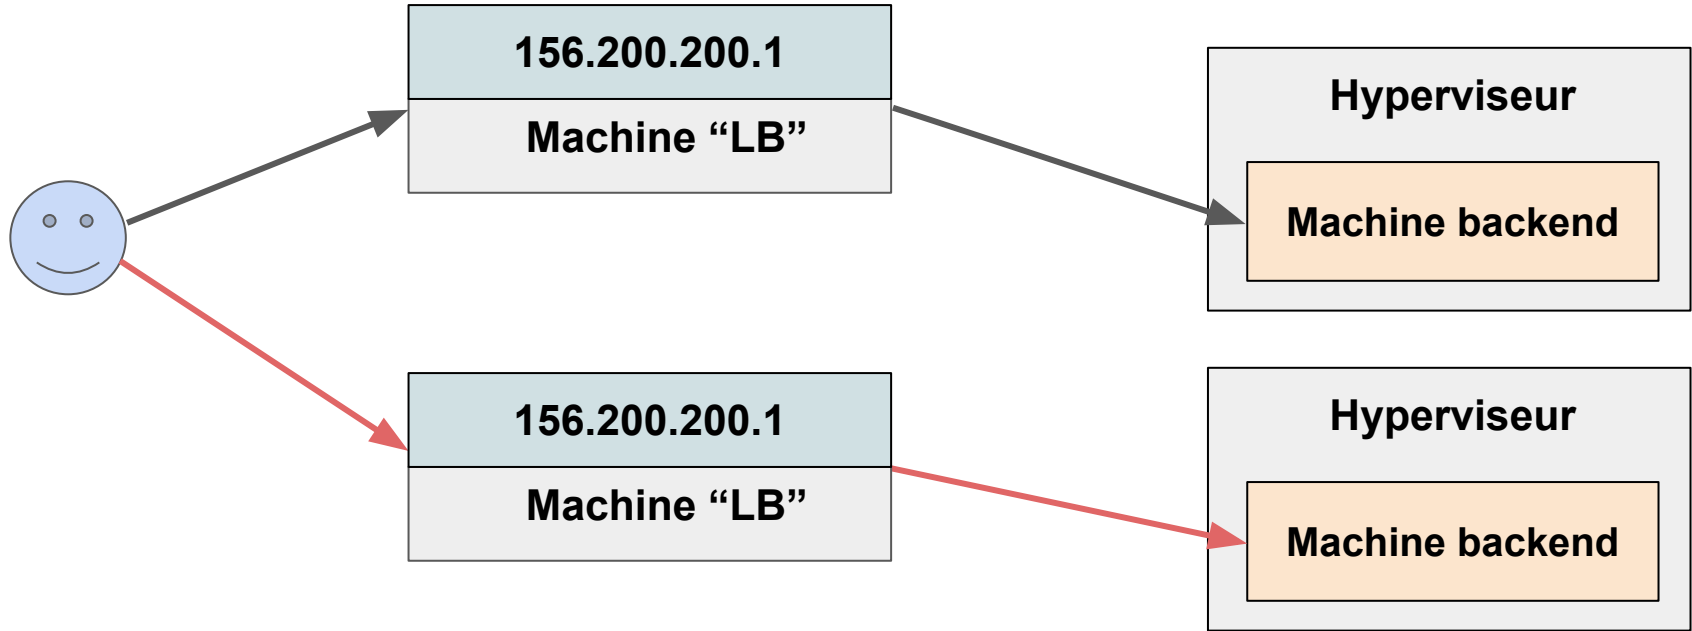 156.200.200.1
Machine “LB”
Hyperviseur
Machine backend
156.200.200.1
Machine “LB”
Hyperviseur
Machine backend